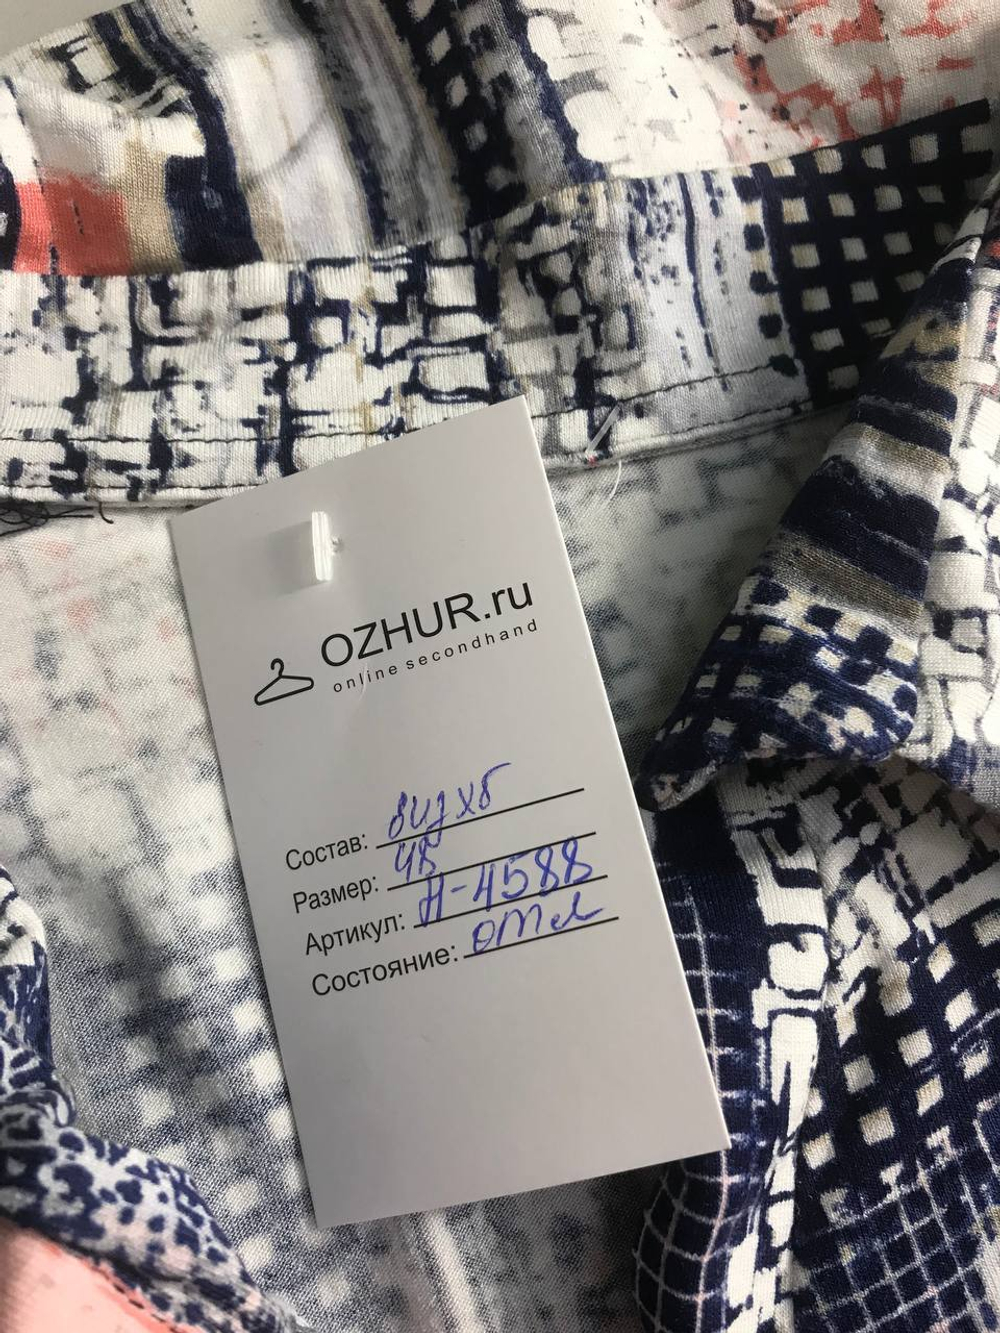 OZHUR.ru
online secondhand
Состав: виз хб
Размер: 48
Артикул: Н-4588
Состояние: отл